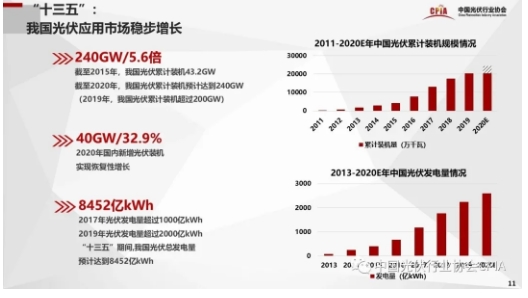 “十三五”：
我国光伏应用市场稳步增长
CPIA
中国光伏行业协会
240GW/5.6倍
截至2015年，我国光伏累计装机43.2GW
截至2020年，我国光伏累计装机预计达到240GW
（2019年，我国光伏装机超过200GW）
40GW/32.9%
2020年国内新增光伏装机
实现恢复性增长
8452亿kWh
2017年光伏发电量超过1000亿kWh
2019年光伏发电量超过2000亿kWh
“十三五”期间，我国光伏总发电量
预计达到8452亿kWh
2011-2020E年中国光伏累计装机规模情况
30000
20000
10000
0
2011 2012 2013 2014 2015 2016 2017 2018 2019 2020E
累计装机量（万千瓦）
2013-2020E年中国光伏发电量情况
3000
2000
1000
0
2013
发电量（亿kWh）
中国光伏行业协会CPIA
11